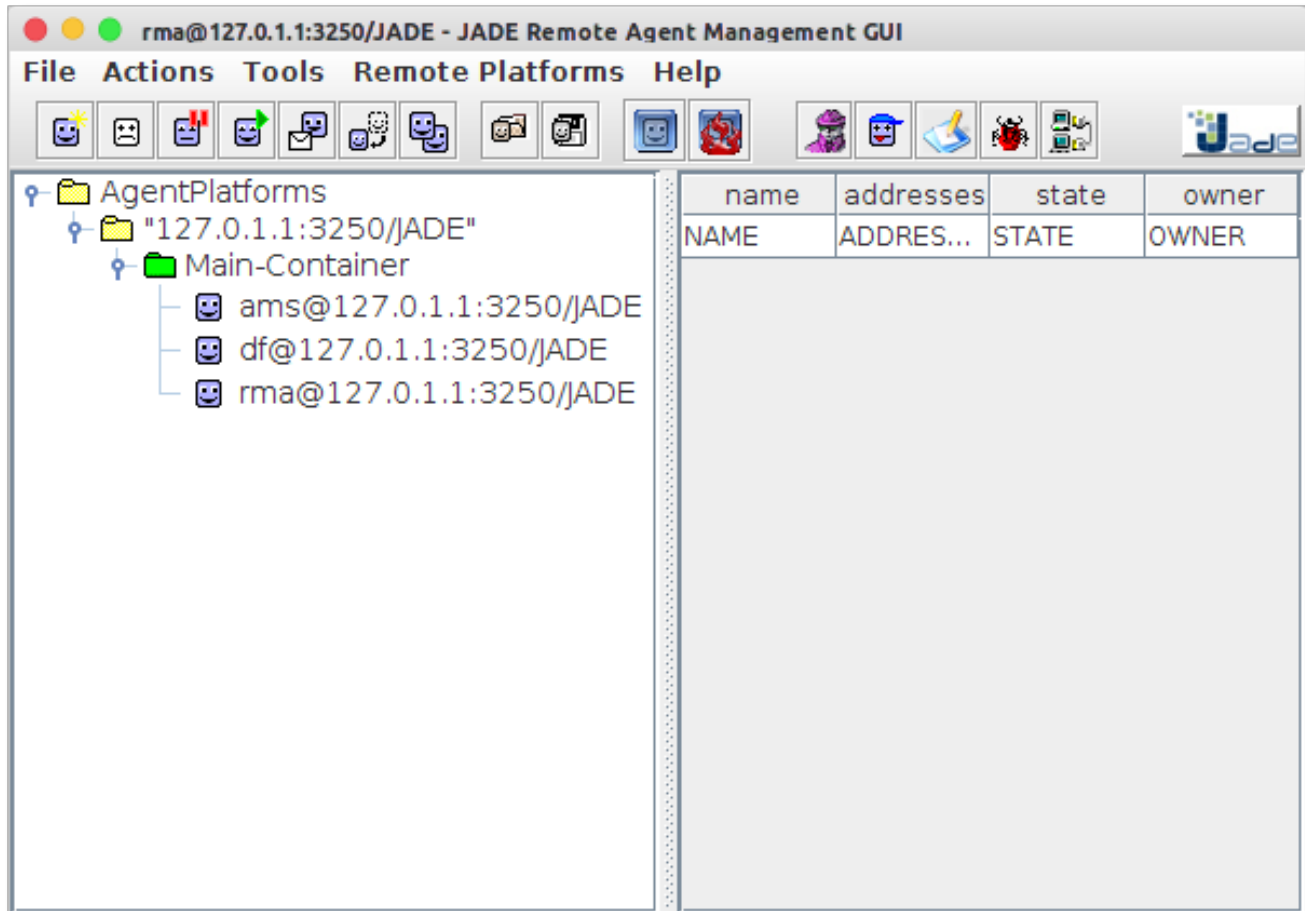 rma@127.0.1.1:3250/JADE - JADE Remote Agent Management GUI
File Actions Tools Remote Platforms Help
Jade
AgentPlatforms
"127.0.1.1:3250/JADE"
Main-Container
ams@127.0.1.1:3250/JADE
df@127.0.1.1:3250/JADE
rma@127.0.1.1:3250/JADE
name addresses state owner
NAME ADDRES... STATE OWNER